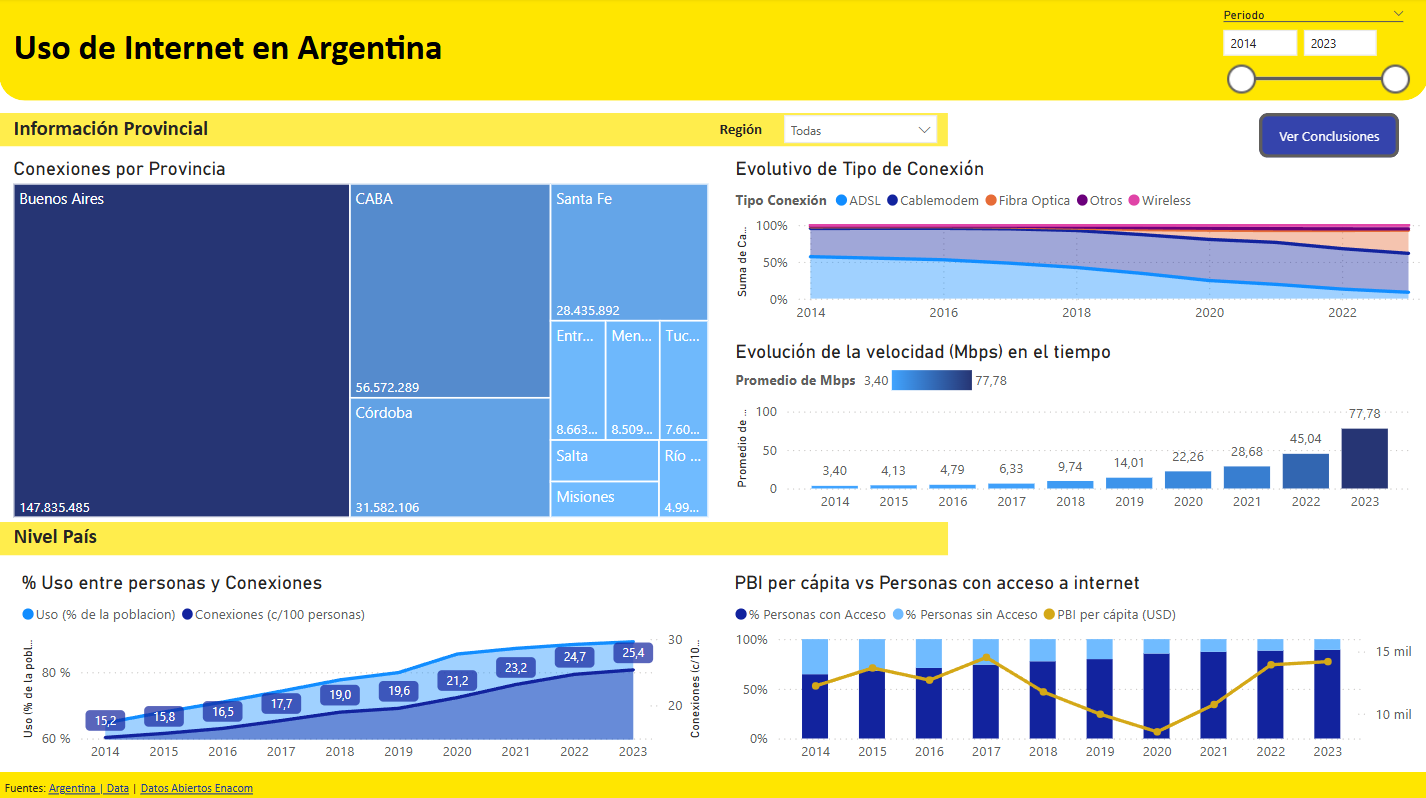 Uso de Internet en Argentina
Periodo
2014 2023
Información Provincial
Región Todas
Ver Conclusiones
Conexiones por Provincia
Buenos Aires
147.835.485
CABA
56.572.289
Córdoba
31.582.106
Santa Fe
28.435.892
Entr...
8.663...
Men...
8.509...
Tuc...
7.60...
Salta
Misiones
Río ...
4.99...
Evolutivo de Tipo de Conexión
Tipo Conexión ADSL Cablemodem Fibra Optica Otros Wireless
Suma de Ca...
100%
50%
0%
2014 2016 2018 2020 2022
Evolución de la velocidad (Mbps) en el tiempo
Promedio de Mbps 3,40 77,78
Promedio de ...
100
50
0
3,40 4,13 4,79 6,33 9,74 14,01 22,26 28,68 45,04 77,78
2014 2015 2016 2017 2018 2019 2020 2021 2022 2023
Nivel País
% Uso entre personas y Conexiones
Uso (% de la poblacion) Conexiones (c/100 personas)
Uso (% de la pobl...
80 %
60 %
15,2 15,8 16,5 17,7 19,0 19,6 21,2 23,2 24,7 25,4
30
20
Conexiones (c/10...
2014 2015 2016 2017 2018 2019 2020 2021 2022 2023
PBI per cápita vs Personas con acceso a internet
% Personas con Acceso % Personas sin Acceso PBI per cápita (USD)
100%
50%
0%
15 mil
10 mil
2014 2015 2016 2017 2018 2019 2020 2021 2022 2023
Fuentes: Argentina | Data | Datos Abiertos Enacom